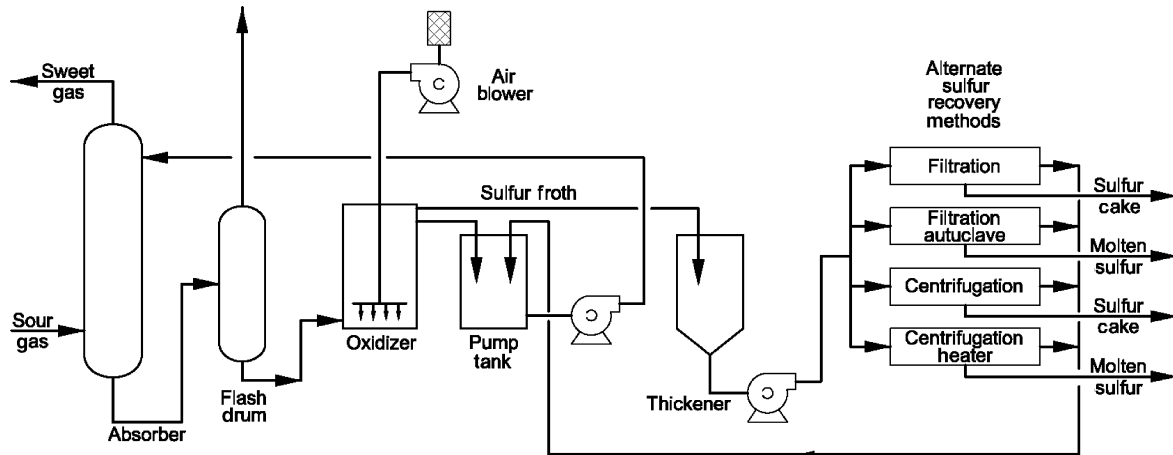 Sweet
gas
Air
blower
Alternate
sulfur
recovery
methods
Sulfur froth
Filtration
Sulfur
cake
Filtration
autoclave
Molten
sulfur
Centrifugation
Sulfur
cake
Centrifugation
heater
Molten
sulfur
Sour
gas
Oxidizer
Pump
tank
Thickener
Flash
drum
Absorber